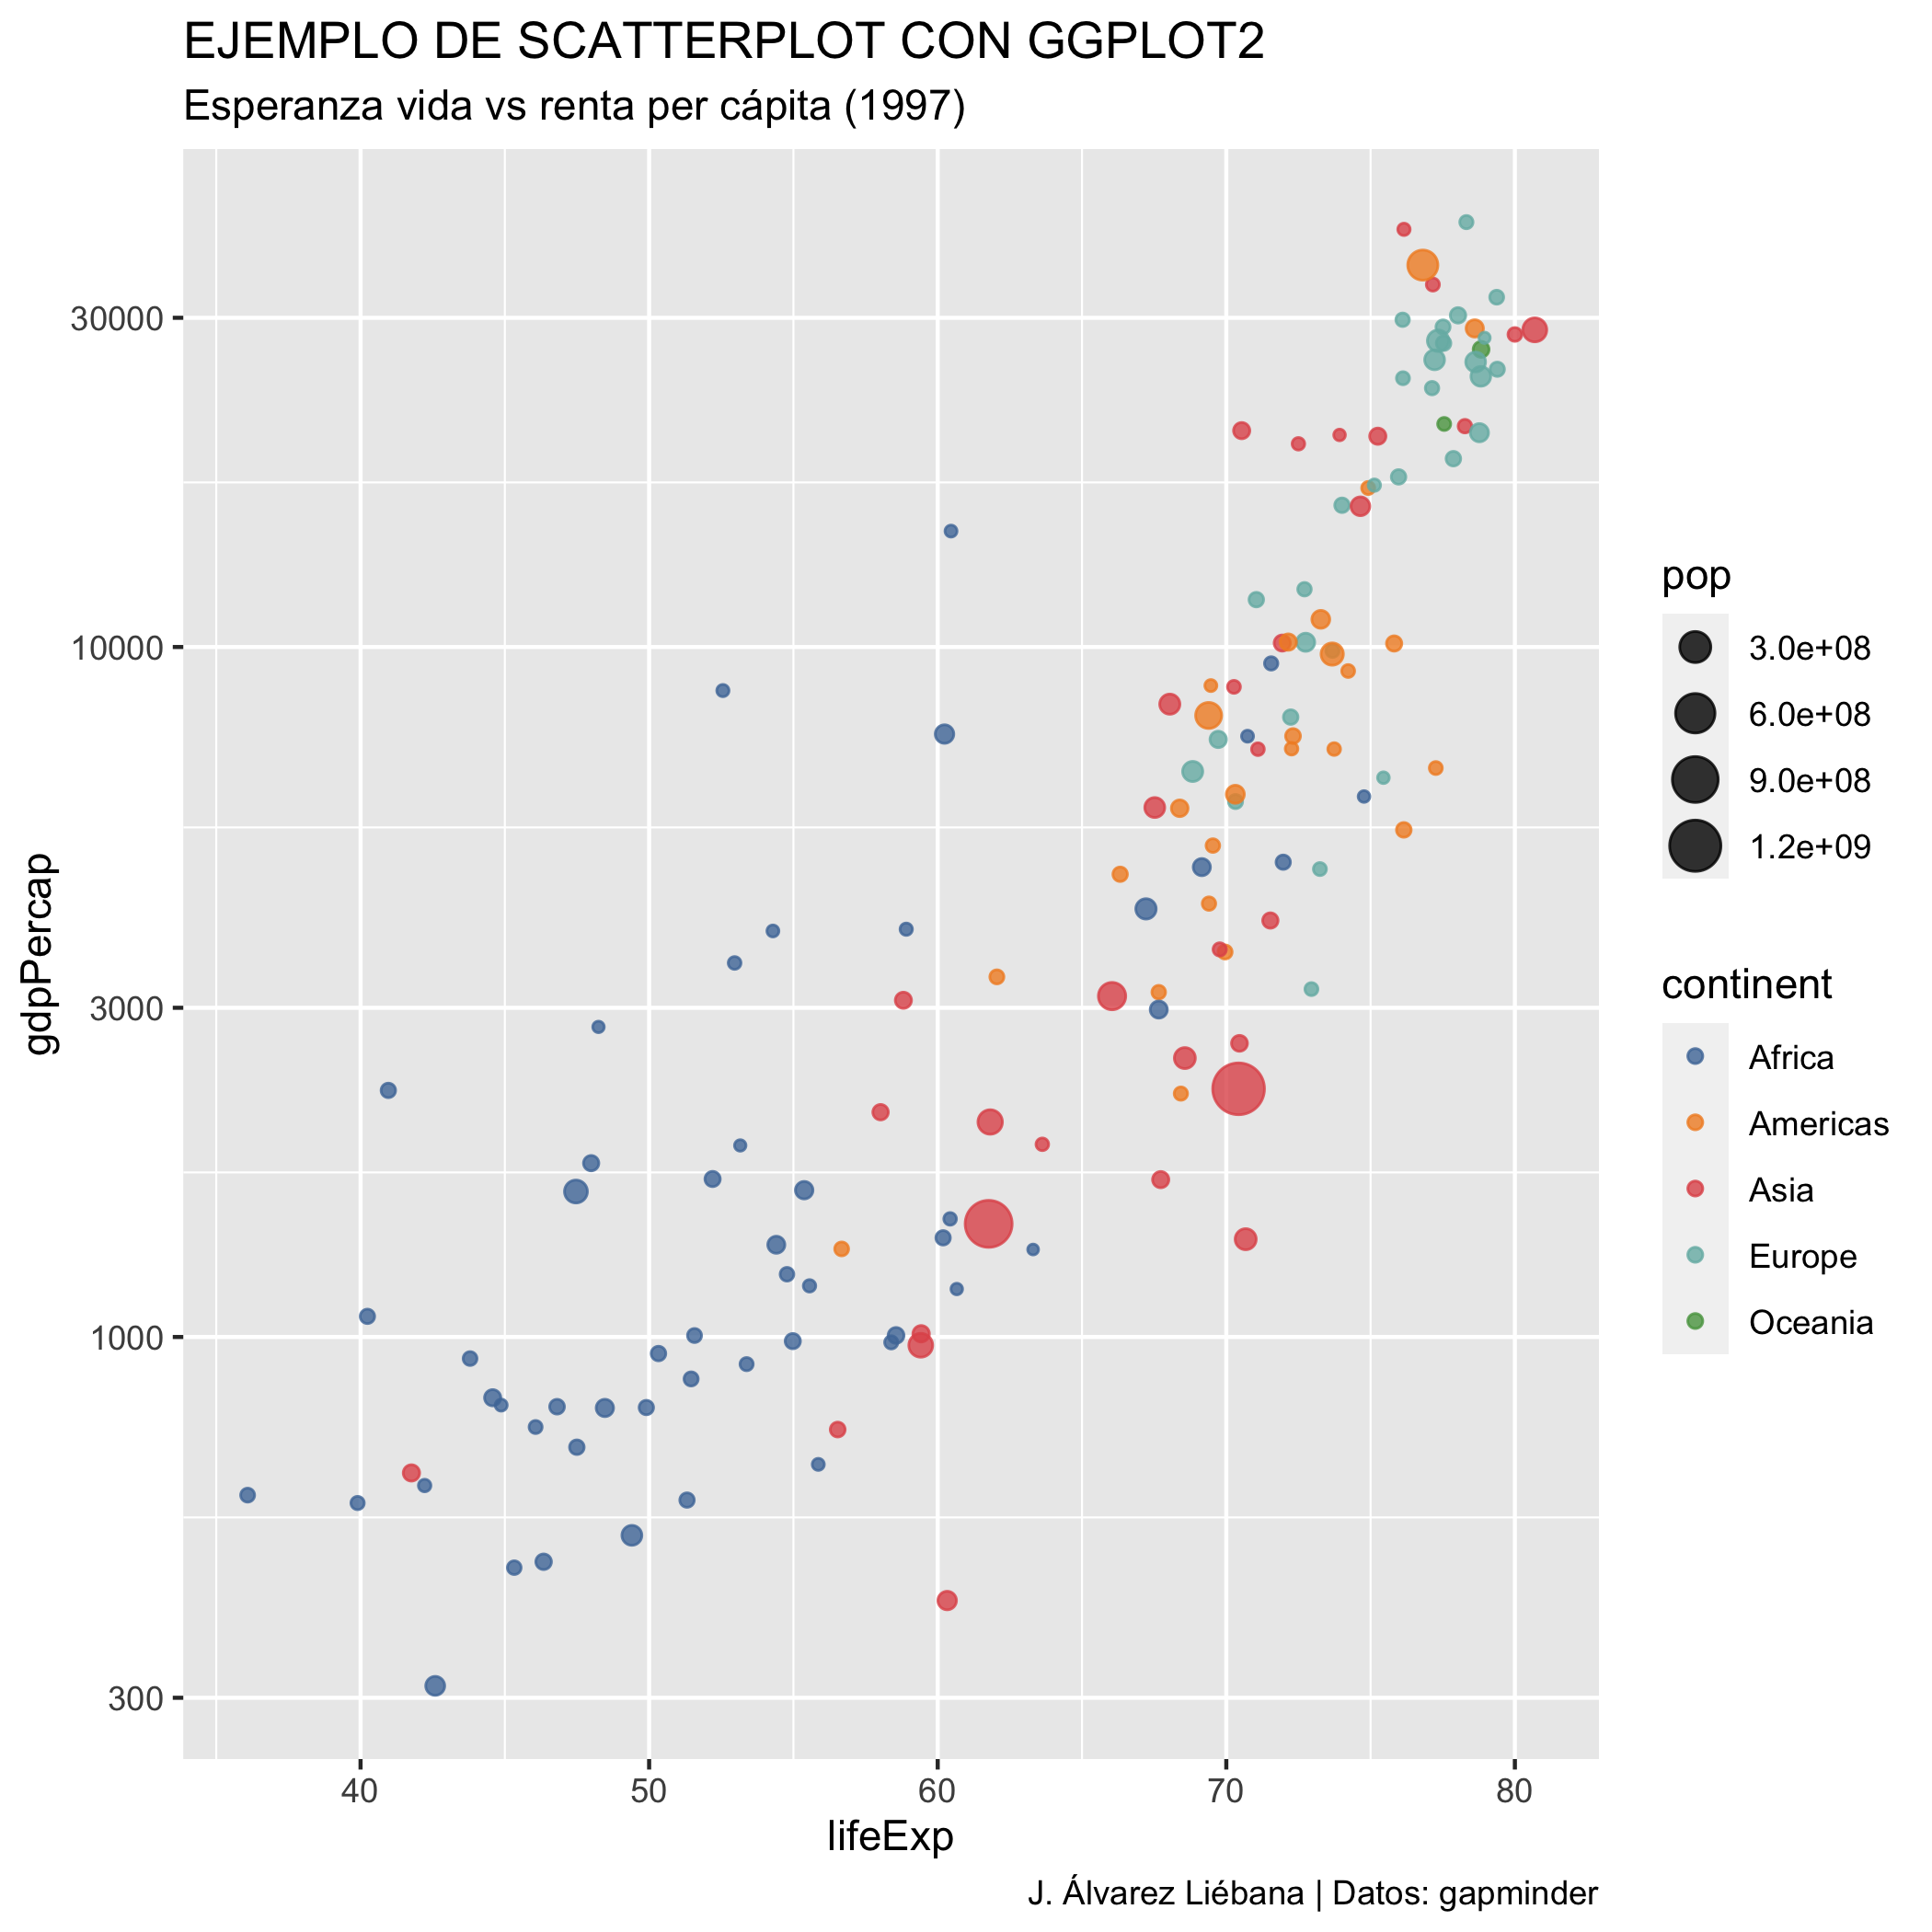 EJEMPLO DE SCATTERPLOT CON GGPLOT2
Esperanza vida vs renta per cápita (1997)
gdpPercap
30000
10000
3000
1000
300
40 50 60 70 80
lifeExp
pop
3.0e+08
6.0e+08
9.0e+08
1.2e+09
continent
Africa
Americas
Asia
Europe
Oceania
J. Álvarez Liébana | Datos: gapminder